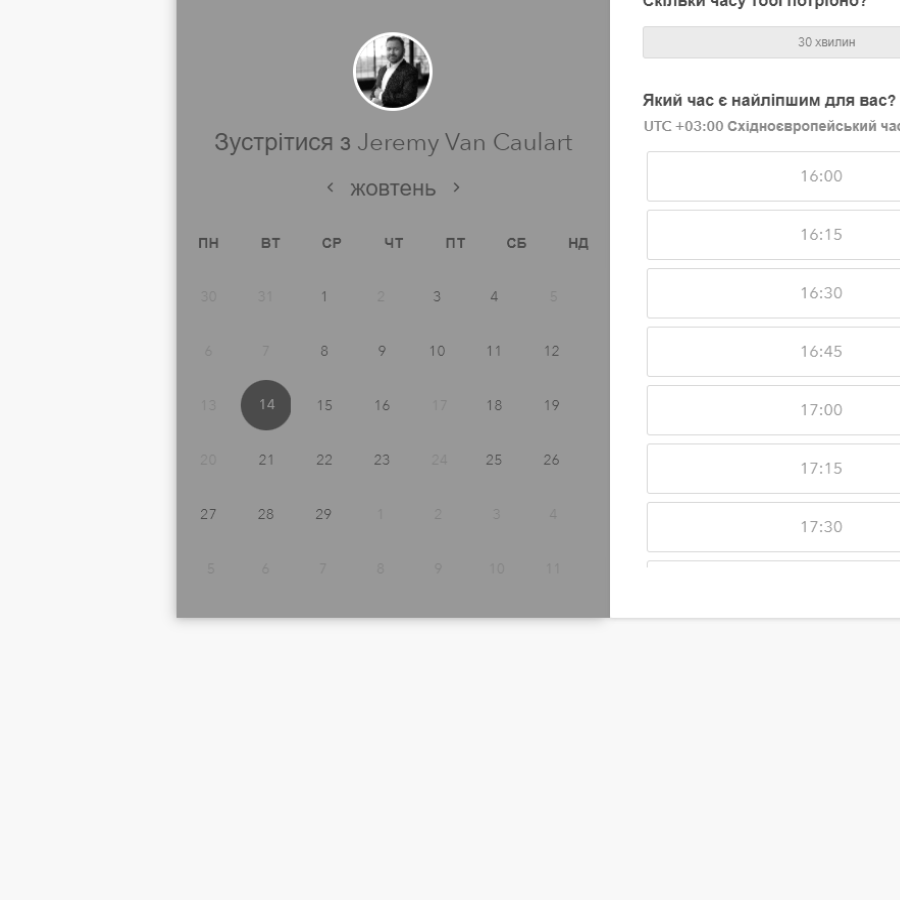 Зустрітися з Jeremy Van Caulart
жовтень
ПН ВТ СР ЧТ ПТ СБ НД
30 31 1 2 3 4 5
6 7 8 9 10 11 12
13 14 15 16 17 18 19
20 21 22 23 24 25 26
27 28 29 1 2 3 4
5 6 7 8 9 10 11
Скільки часу тобі потрібно?
30 хвилин
Який час є найліпшим для вас?
UTC +03:00 Східноєвропейський
16:00
16:15
16:30
16:45
17:00
17:15
17:30